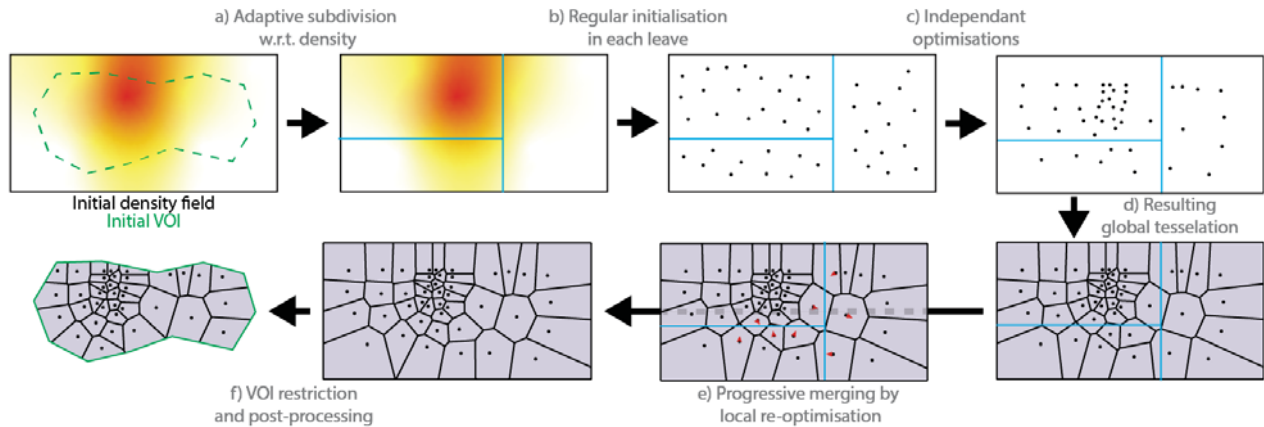 a) Adaptive subdivision
w.r.t. density
b) Regular initialisation
in each leave
c) Independant
optimisations
Initial density field
Initial VOI
d) Resulting
global tesselation
e) Progressive merging by
local re-optimisation
f) VOI restriction
and post-processing